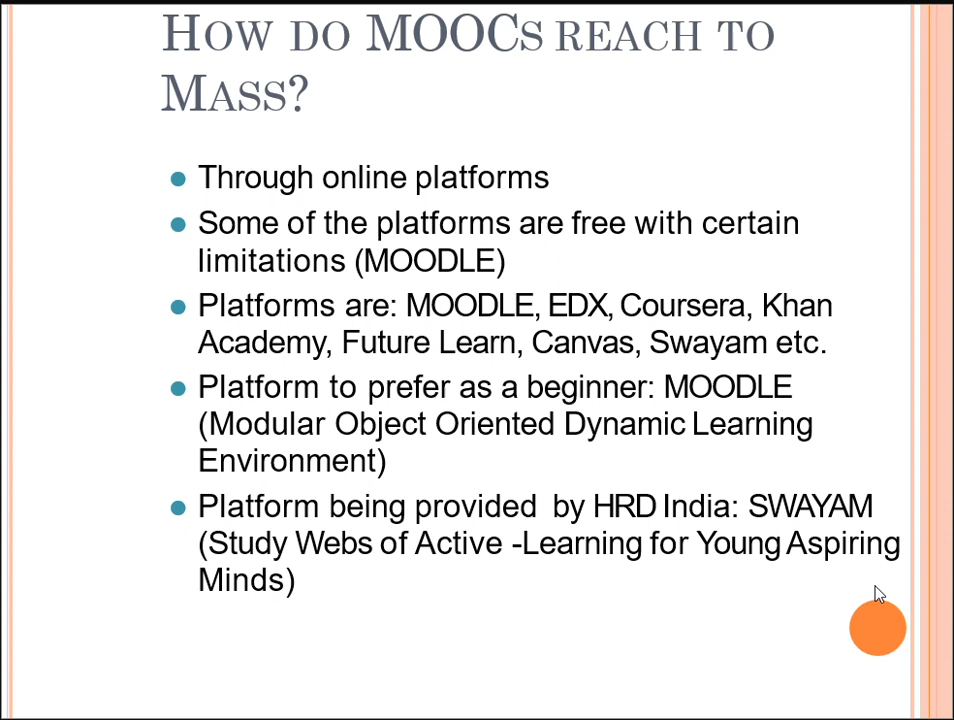 How do MOOCs reach to
Mass?
Through online platforms
Some of the platforms are free with certain
limitations (MOODLE)
Platforms are: MOODLE, EDX, Coursera, Khan
Academy, Future Learn, Canvas, Swayam etc.
Platform to prefer as a beginner: MOODLE
(Modular Object Oriented Dynamic Learning
Environment)
Platform being provided by HRD India: SWAYAM
(Study Webs of Active -Learning for Young Aspiring
Minds)